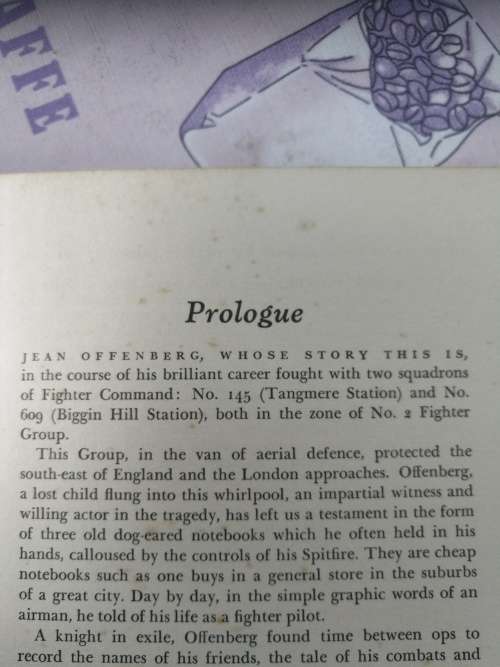 AFFE
Prologue
JEAN OFFENBERG, WHOSE STORY THIS IS,
in the course of his brilliant career fought with two squadrons
of Fighter Command: No. 145 (Tangmere Station) and No.
609 (Biggin Hill Station), both in the zone of No. 2 Fighter
Group.
This Group, in the van of aerial defence, protected the
south-east of England and the London approaches. Offenberg,
a lost child flung into this whirlpool, an impartial witness and
willing actor in the tragedy, has left us a testament in the form
of three old dog-eared notebooks which he often held in his
hands, calloused by the controls of his Spitfire. They are cheap
notebooks such as one buys in a general store in the suburbs
of a great city. Day by day, in the simple graphic words of an
airman, he told of his life as a fighter pilot.
A knight in exile, Offenberg found time between ops to
record the names of his friends, the tale of his combats and